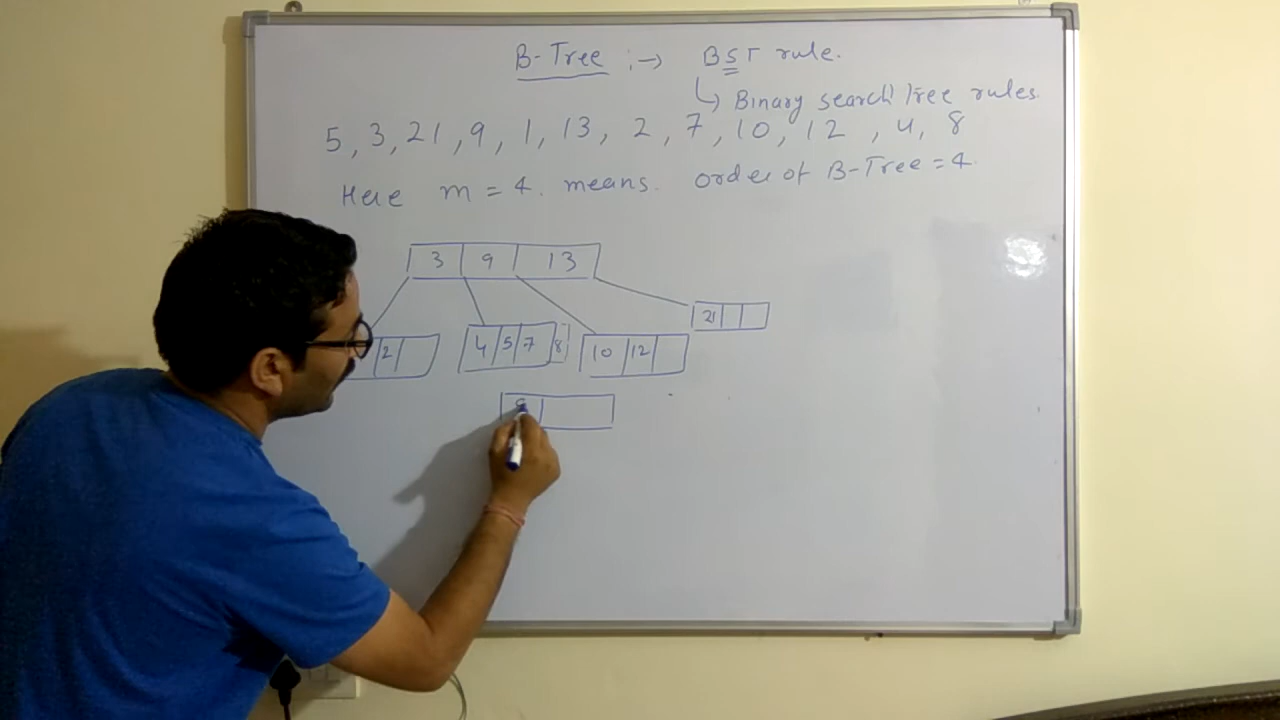 B-Tree :→ BST rule.
↳ Binary search Tree rules.
5, 3, 21, 9, 1, 13, 2, 7, 10, 12, 4, 8
Here m = 4. means. order of B-Tree = 4.
3 9 13
21
2
4 5 7 8
10 12